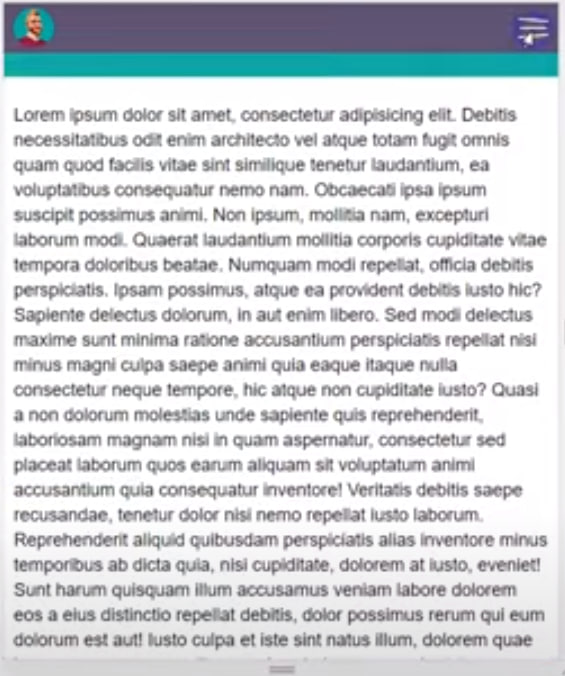 Lorem ipsum dolor sit amet, consectetur adipisicing elit. Debitis
necessitatibus odit enim architecto vel atque totam fugit omnis
quam quod facilis vitae sint similique tenetur laudantium, ea
voluptatibus consequatur nemo nam. Obcaecati ipsa ipsum
suscipit possimus animi. Non ipsum, mollitia nam, excepturi
laborum modi. Quaerat laudantium mollitia corporis cupiditate vitae
tempora doloribus beatae. Numquam modi repellat, officia debitis
perspiciatis. Ipsam possimus, atque ea provident debitis iusto hic?
Sapiente delectus dolorum, in aut enim libero. Sed modi delectus
maxime sunt minima ratione accusantium perspiciatis repellat nisi
minus magni culpa saepe animi quia eaque itaque nulla
consectetur neque tempore, hic atque non cupiditate iusto? Quasi
a non dolorum molestias unde sapiente quis reprehenderit,
laboriosam magnam nisi in quam aspernatur, consectetur sed
placeat laborum quos earum aliquam sit voluptatum animi
accusantium quia consequatur inventore! Veritatis debitis saepe
recusandae, tenetur dolor nisi nemo repellat iusto laborum.
Reprehenderit aliquid quibusdam perspiciatis alias inventore minus
temporibus ab dicta quia, nisi cupiditate, dolorem at iusto, eveniet!
Sunt harum quisquam illum accusamus veniam labore dolorem
eos a eius distinctio repellat debitis, dolor possimus rerum qui eum
dolorum est aut! Iusto culpa et iste sint natus illum, dolorem quae